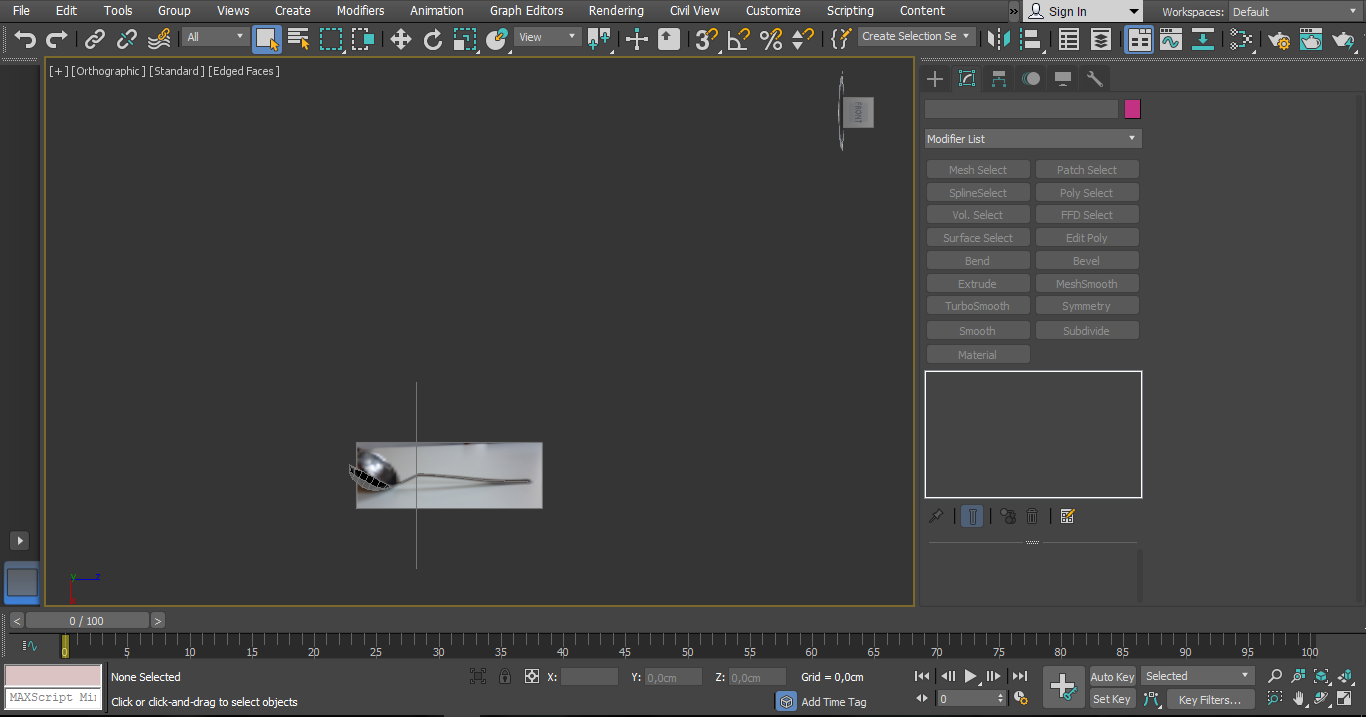 File Edit Tools Group Views Create Modifiers Animation Graph Editors Rendering Civil View Customize Scripting Content » Sign In Workspaces: Default
All View 3 Create Selection Se
[+] [Orthographic] [Standard] [Edged Faces]
FRONT
Modifier List
Mesh Select Patch Select
SplineSelect Poly Select
Vol. Select FFD Select
Surface Select Edit Poly
Bend Bevel
Extrude MeshSmooth
TurboSmooth Symmetry
Smooth Subdivide
Material
y z
< 0 / 100 >
0 5 10 15 20 25 30 35 40 45 50 55 60 65 70 75 80 85 90 95 100
None Selected X: Y: 0,0cm Z: 0,0cm Grid = 0,0cm Auto Key Selected
MAXScript Mi
Click or click-and-drag to select objects Add Time Tag 0 Set Key Key Filters...